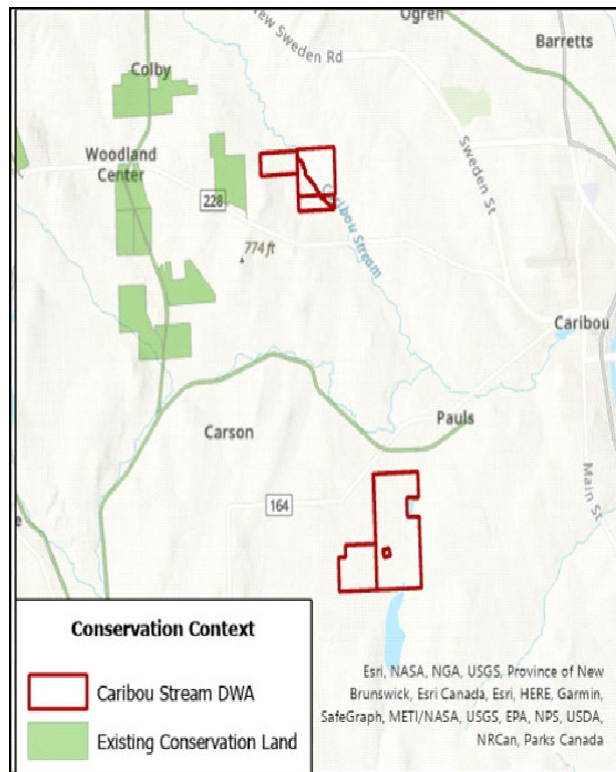 Ogren
New Sweden Rd
Barretts
Colby
Woodland
Center
Sweden St
228
Caribou Stream
774 ft
Caribou
Pauls
Carson
164
Main St
e
Conservation Context
Caribou Stream DWA
Existing Conservation Land
Esri, NASA, NGA, USGS, Province of New
Brunswick, Esri Canada, Esri, HERE, Garmin,
SafeGraph, METI/NASA, USGS, EPA, NPS, USDA,
NRCan, Parks Canada